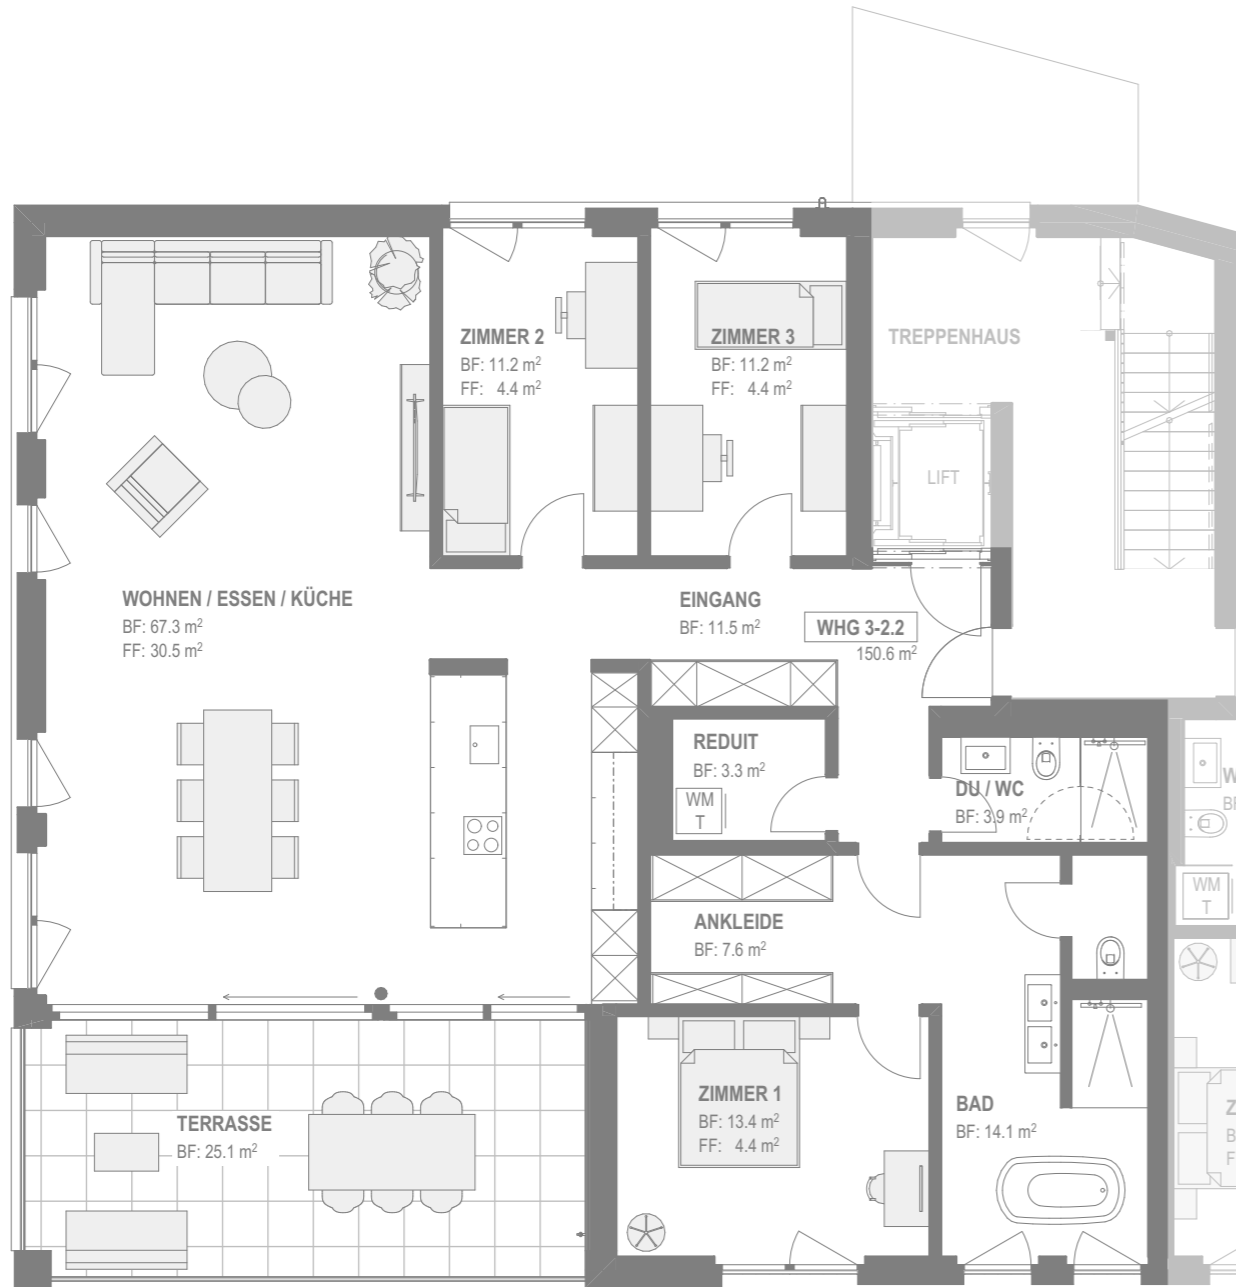 ZIMMER 2
BF: 11.2 m²
FF: 4.4 m²
ZIMMER 3
BF: 11.2 m²
FF: 4.4 m²
TREPPENHAUS
LIFT
WOHNEN / ESSEN / KÜCHE
BF: 67.3 m²
FF: 30.5 m²
EINGANG
BF: 11.5 m²
WHG 3-2.2
150.6 m²
REDUIT
BF: 3.3 m²
WM
T
DU / WC
BF: 3.9 m²
W
WM
T
ANKLEIDE
BF: 7.6 m²
ZIMMER 1
BF: 13.4 m²
FF: 4.4 m²
BAD
BF: 14.1 m²
TERRASSE
BF: 25.1 m²
Z
B
F